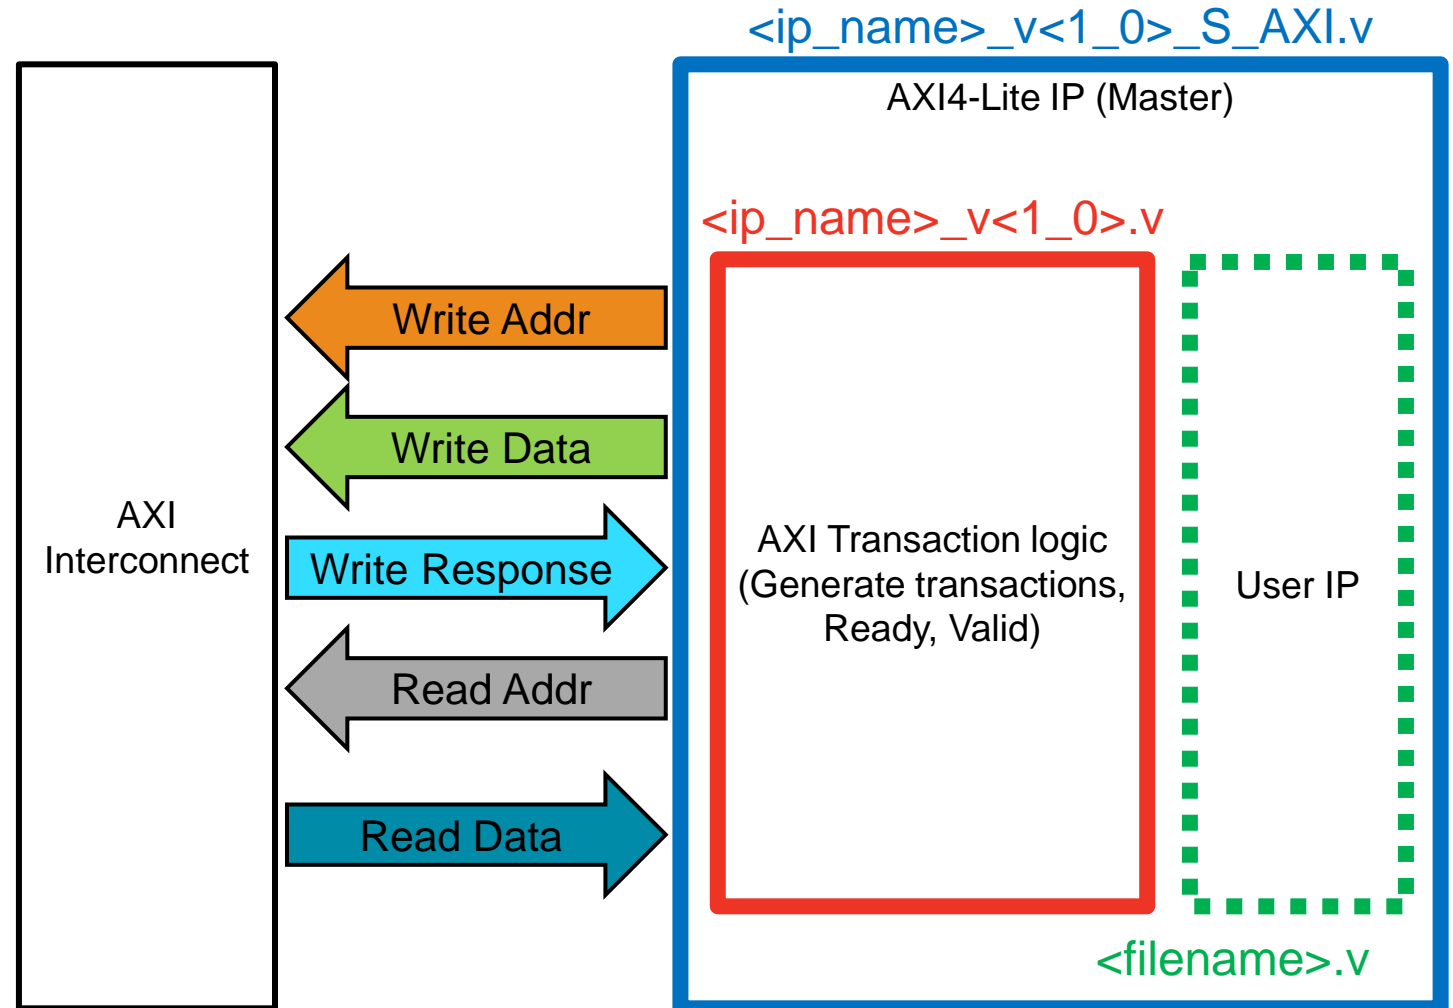 <ip_name>_v<1_0>_S_AXI.v
AXI4-Lite IP (Master)
<ip_name>_v<1_0>.v
Write Addr
Write Data
AXI
Interconnect
Write Response
AXI Transaction logic
(Generate transactions,
Ready, Valid)
User IP
Read Addr
Read Data
<filename>.v